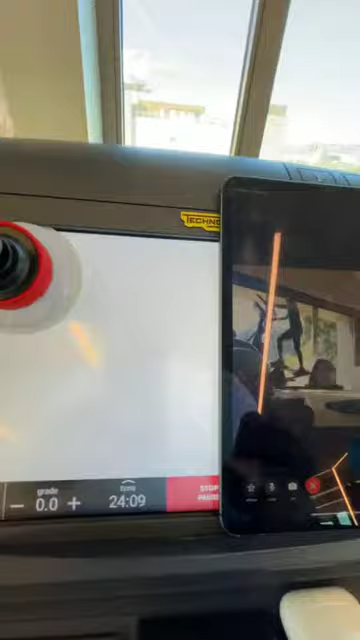 TECHNO
grade
time
STOP
− 0.0 +
24:09
PAUS